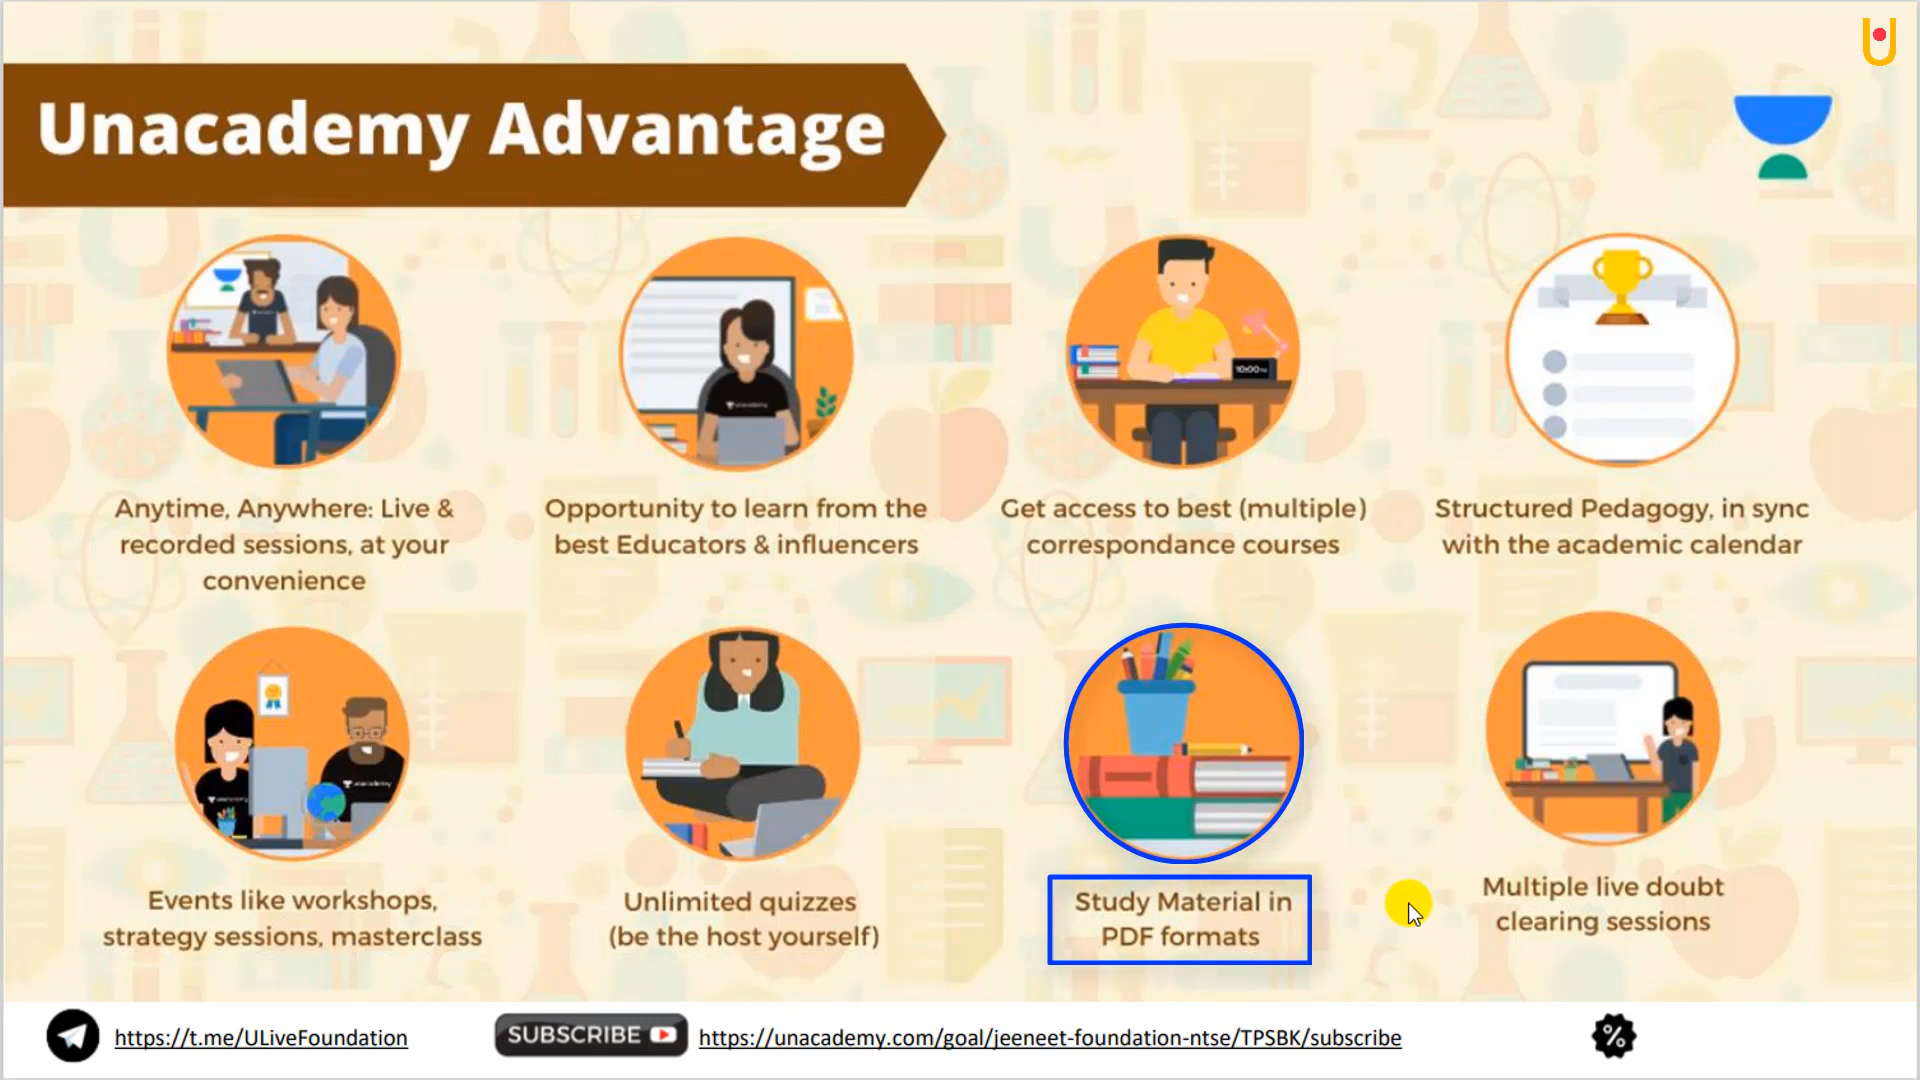 Unacademy Advantage
Anytime, Anywhere: Live &
recorded sessions, at your
convenience
Opportunity to learn from the
best Educators & influencers
10:00
Get access to best (multiple)
correspondance courses
Structured Pedagogy, in sync
with the academic calendar
Events like workshops,
strategy sessions, masterclass
Unlimited quizzes
(be the host yourself)
Study Material in
PDF formats
Multiple live doubt
clearing sessions
https://t.me/ULiveFoundation
SUBSCRIBE
https://unacademy.com/goal/jeeneet-foundation-ntse/TPSBK/subscribe
%